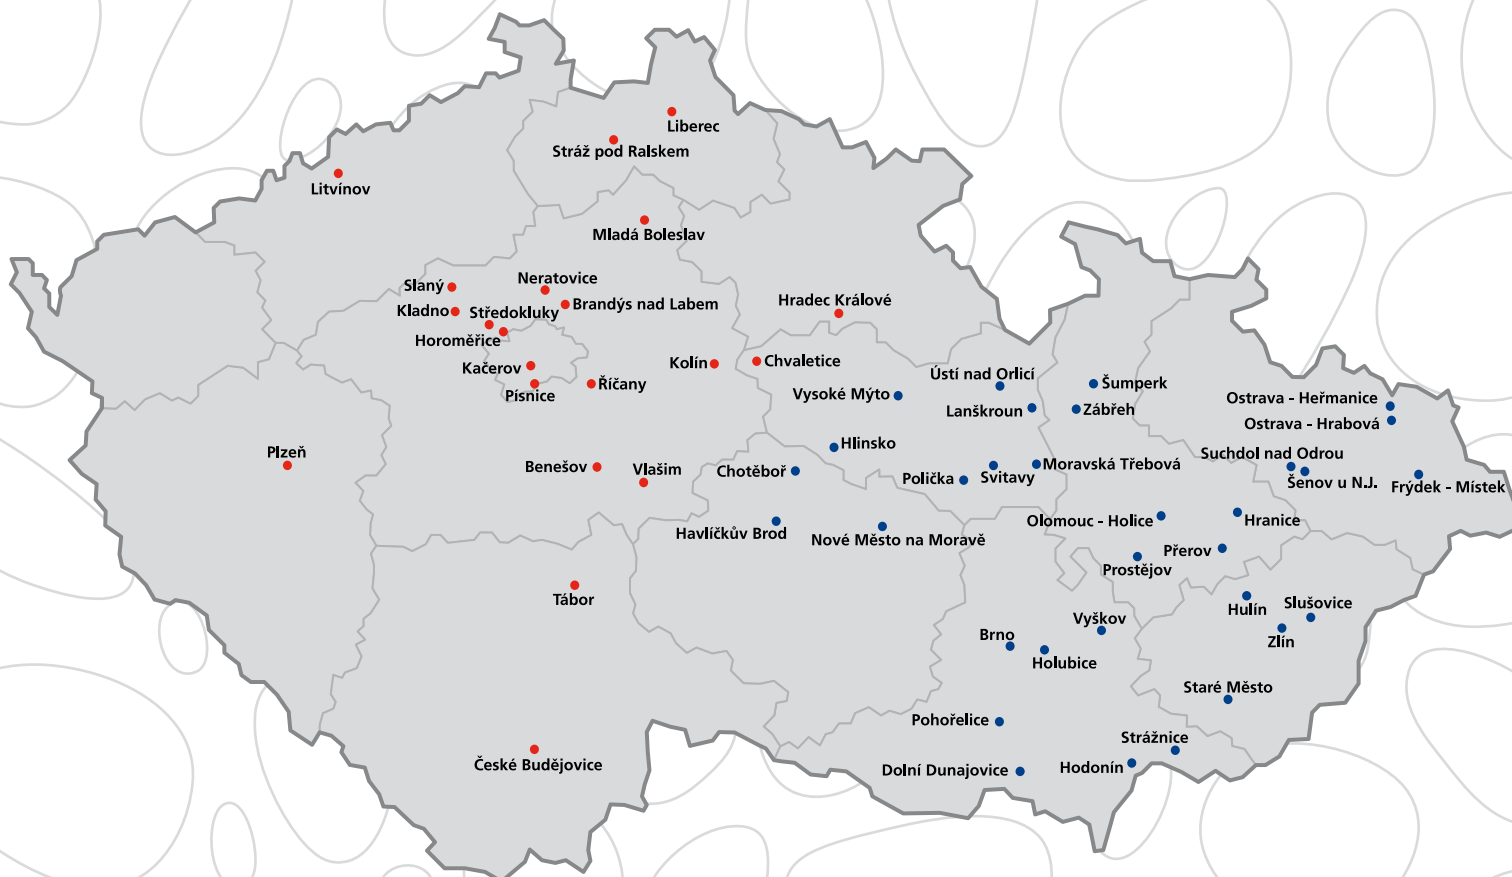 Liberec
Stráž pod Ralskem
Litvínov
Mladá Boleslav
Neratovice
Slaný
Brandýs nad Labem
Kladno
Středokluky
Hradec Králové
Horoměřice
Kačerov
Kolín
Chvaletice
Písnice
Říčany
Ústí nad Orlicí
Šumperk
Vysoké Mýto
Lanškroun
Zábřeh
Ostrava - Heřmanice
Ostrava - Hrabová
Hlinsko
Plzeň
Benešov
Vlašim
Chotěboř
Polička
Svitavy
Moravská Třebová
Suchdol nad Odrou
Šenov u N.J.
Frýdek - Místek
Havlíčkův Brod
Nové Město na Moravě
Olomouc - Holice
Hranice
Přerov
Prostějov
Tábor
Hulín
Slušovice
Vyškov
Brno
Zlín
Holubice
Staré Město
Pohořelice
Strážnice
České Budějovice
Dolní Dunajovice
Hodonín